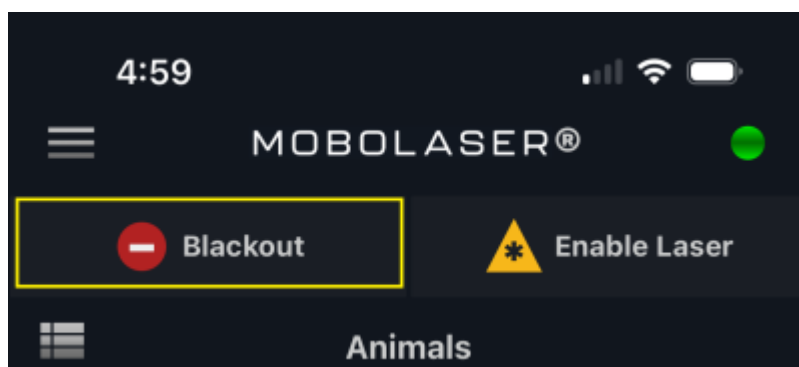 4:59
MOBOLASER®
Blackout
Enable Laser
Animals